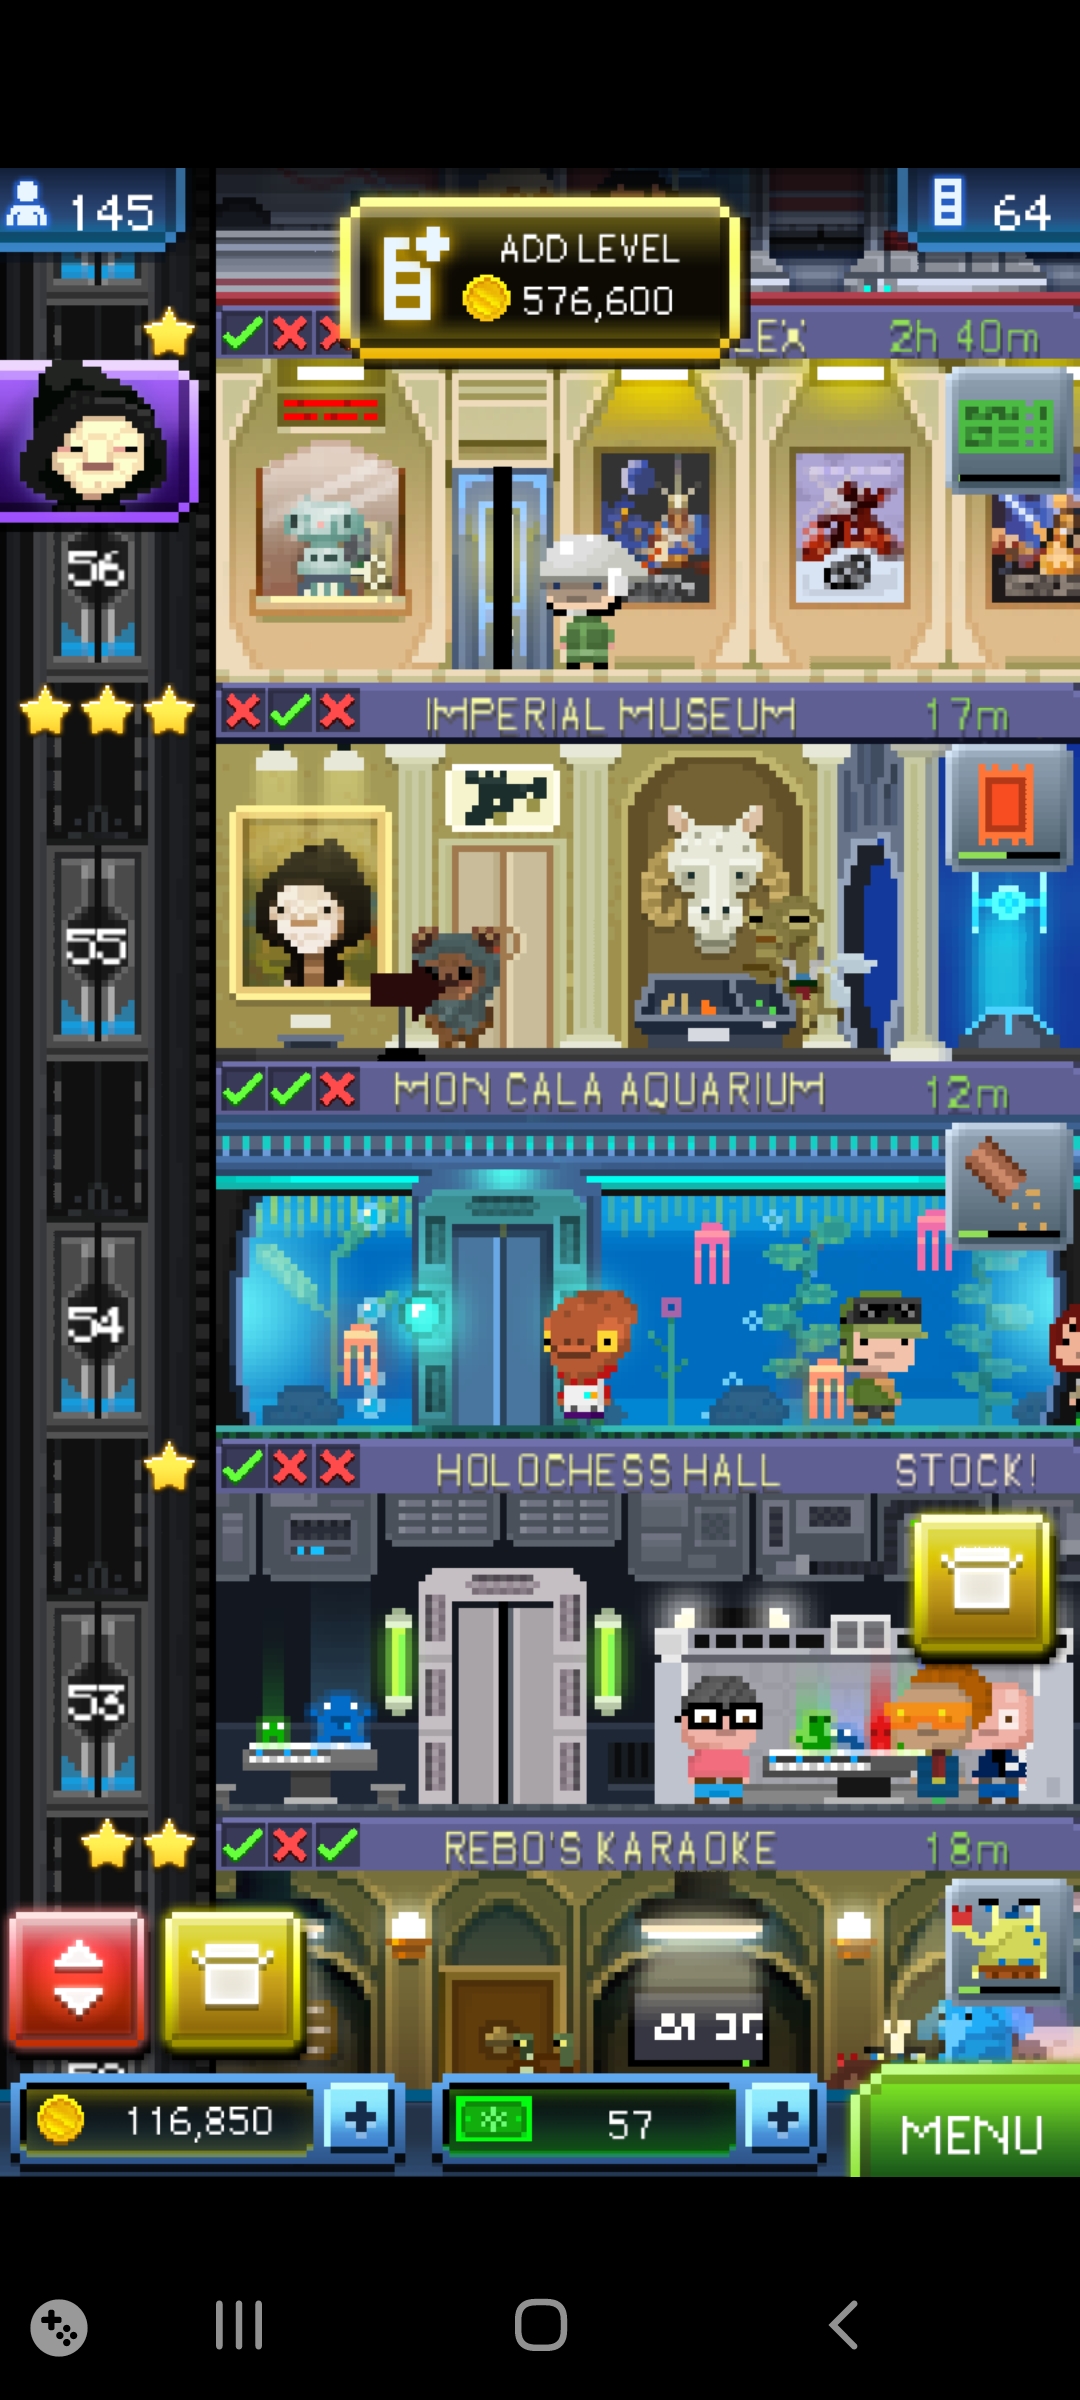 145
ADD LEVEL
576,600
64
LEX 2h 40m
56
IMPERIAL MUSEUM 17m
55
MON CALA AQUARIUM 12m
54
HOLOCHESS HALL STOCK!
53
REBO'S KARAOKE 18m
116,850
57
MENU